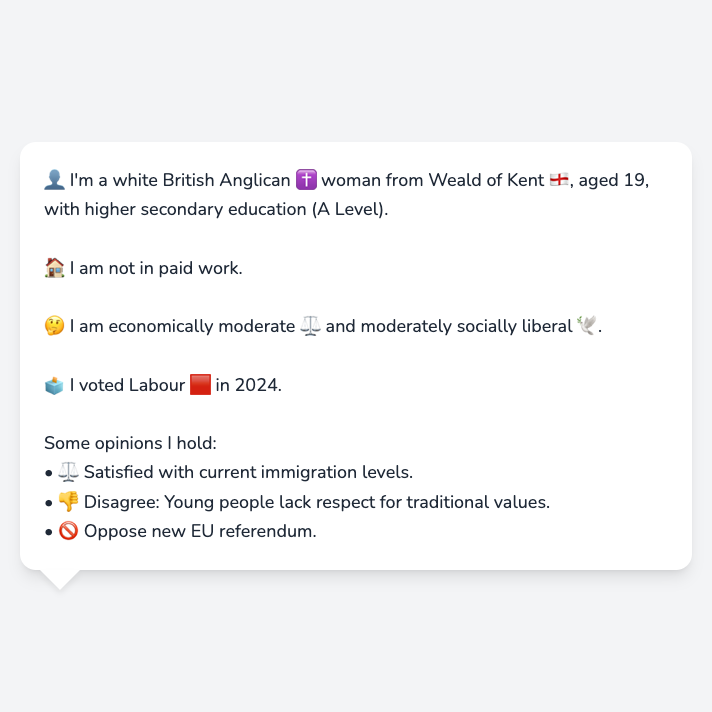 👤 I'm a white British Anglican ✝️ woman from Weald of Kent 🏴󠁧󠁢󠁥󠁮󠁧󠁿, aged 19,
with higher secondary education (A Level).
🏠 I am not in paid work.
🤔 I am economically moderate ⚖️ and moderately socially liberal 🕊️.
🗳️ I voted Labour 🟥 in 2024.
Some opinions I hold:
• ⚖️ Satisfied with current immigration levels.
• 👎 Disagree: Young people lack respect for traditional values.
• 🚫 Oppose new EU referendum.